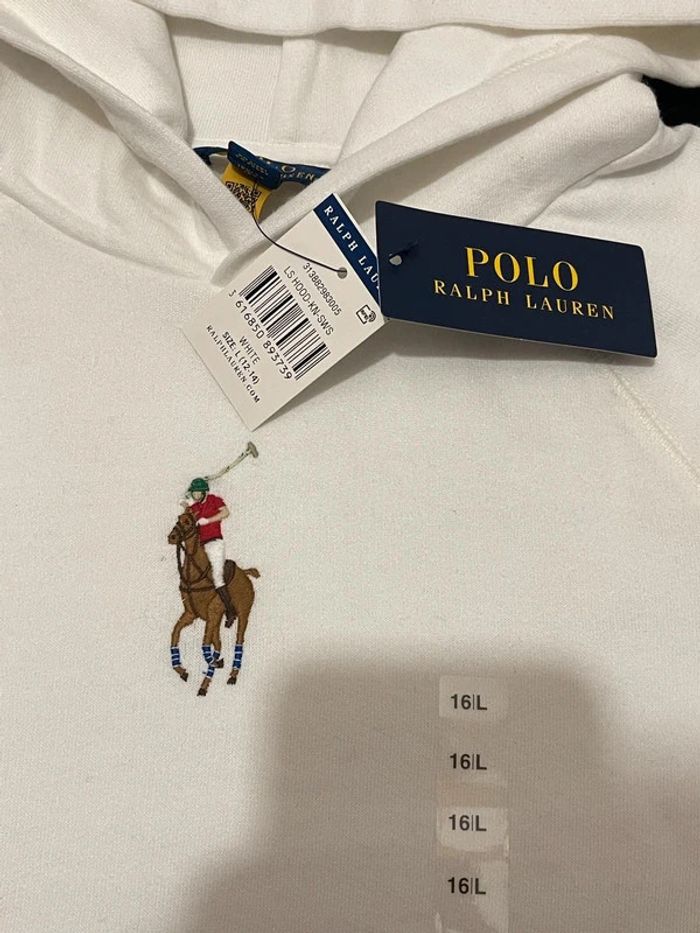 RALPH LAU
313882983005
LS HOOD-KN-SWS
3 616850 893739
WHITE
SIZE: L (12-14)
RALPHLAUREN.COM
POLO
RALPH LAUREN
16|L
16|L
16|L
16|L